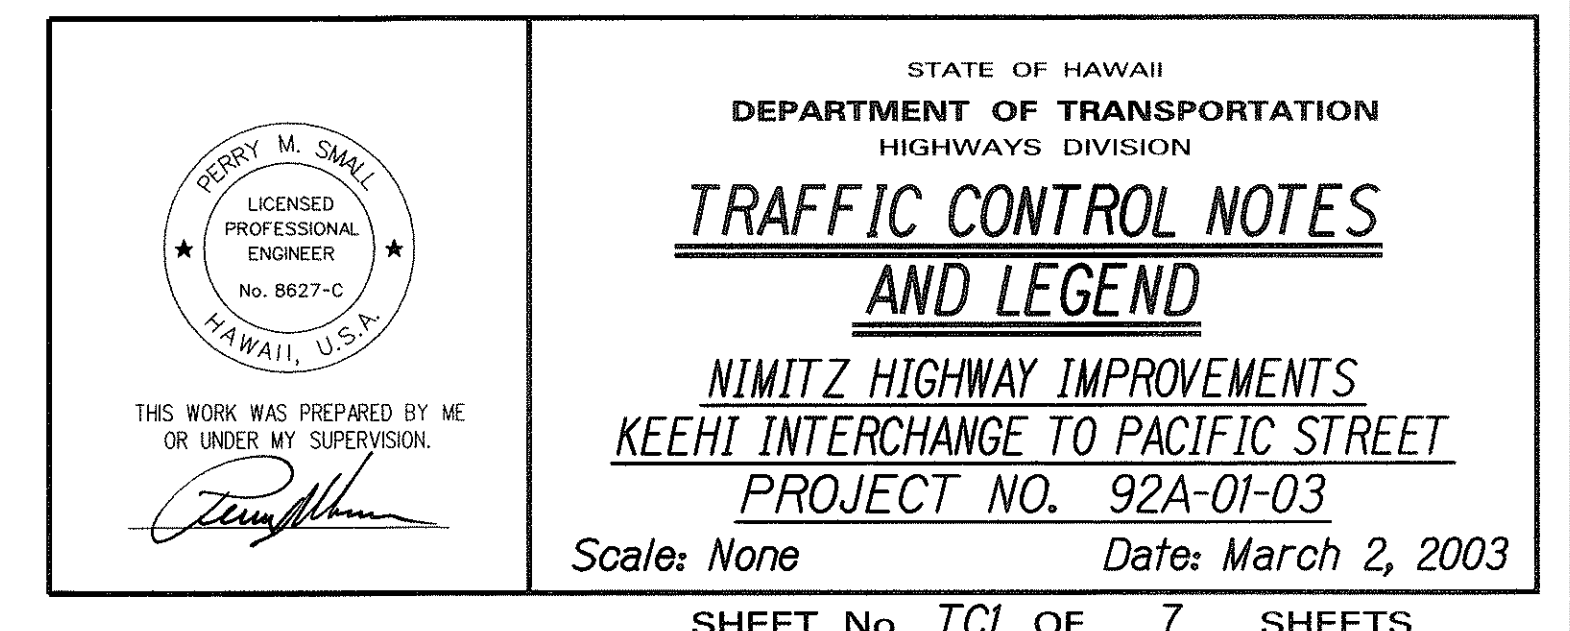 PERRY M. SMALL
LICENSED
PROFESSIONAL
ENGINEER
No. 8627-C
HAWAII, U.S.A.
THIS WORK WAS PREPARED BY ME
OR UNDER MY SUPERVISION.
STATE OF HAWAII
DEPARTMENT OF TRANSPORTATION
HIGHWAYS DIVISION
TRAFFIC CONTROL NOTES
AND LEGEND
NIMITZ HIGHWAY IMPROVEMENTS
KEEHI INTERCHANGE TO PACIFIC STREET
PROJECT NO. 92A-01-03
Scale: None Date: March 2, 2003
SHEET No. TC1 OF 7 SHEETS